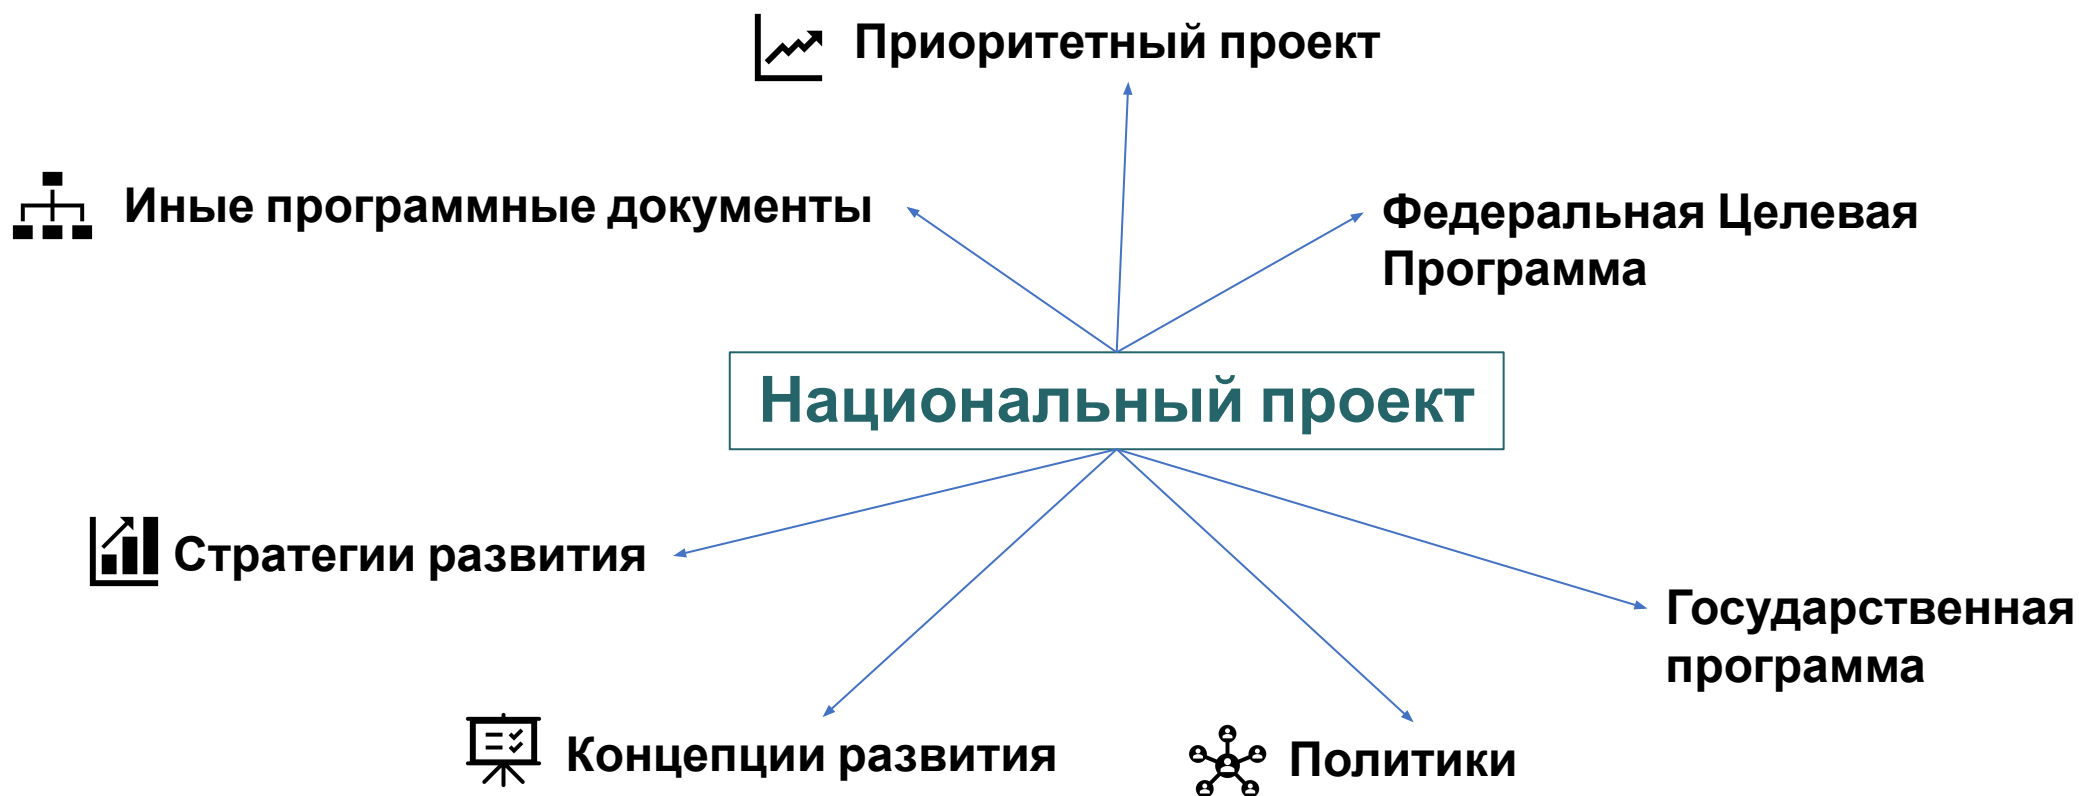 Приоритетный проект
Иные программные документы
Федеральная Целевая
Программа
Национальный проект
Стратегии развития
Государственная
программа
Концепции развития
Политики